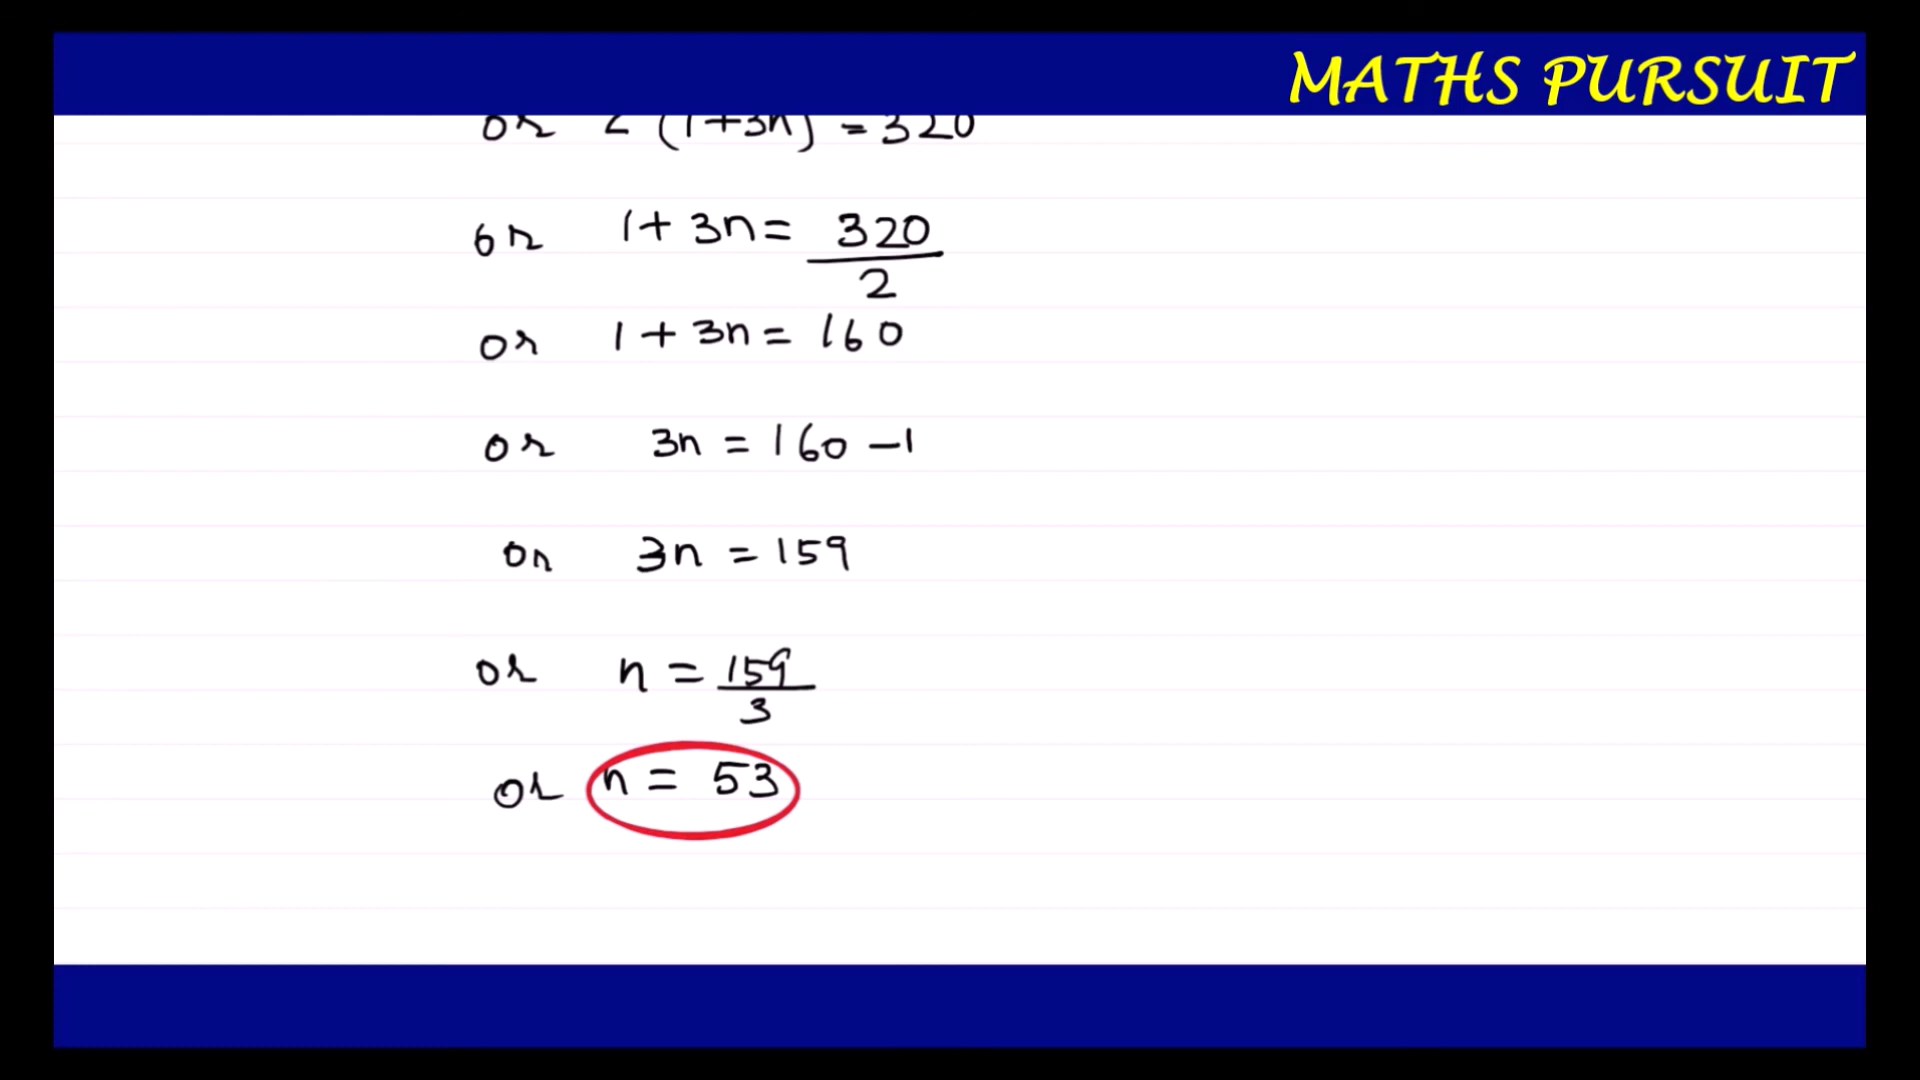 MATHS PURSUIT
or 2 (1+3n) = 320
or 1+ 3n = 320/2
or 1 + 3n = 160
or 3n = 160 - 1
or 3n = 159
or n = 159/3
or n = 53